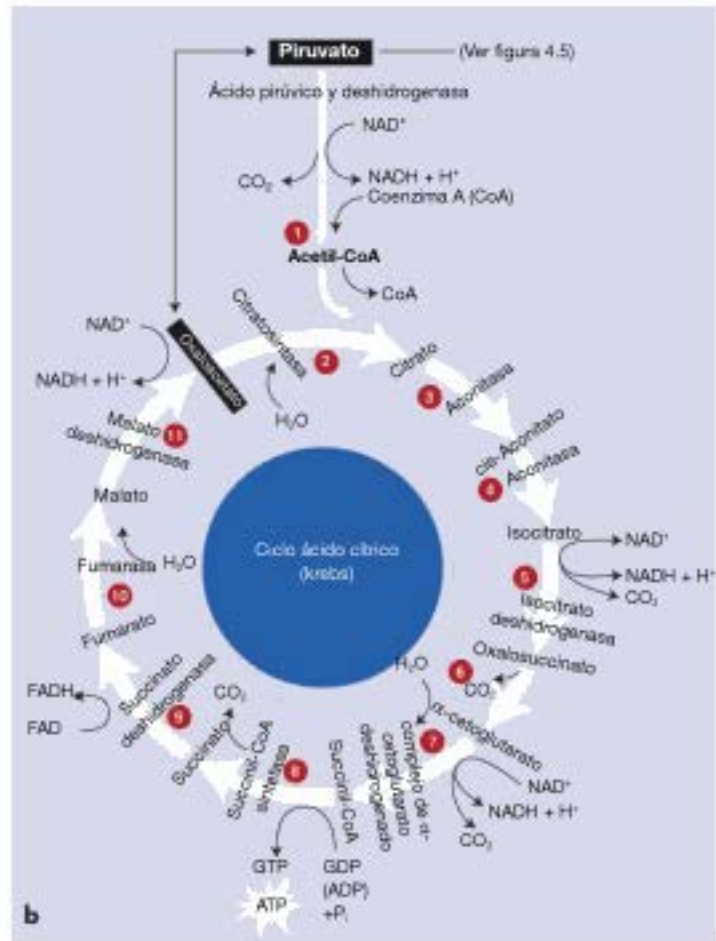 Piruvato
(Ver figura 4.5)
Ácido pirúvico y deshidrogenasa
NAD⁺
CO₂
NADH + H⁺
Coenzima A (CoA)
1
Acetil-CoA
CoA
NAD⁺
Oxaloacetato
Citratosintasa
2
Citrato
3
Aconitasa
NADH + H⁺
H₂O
Malato
deshidrogenasa
11
cis-Aconitato
4
Aconitasa
Malato
Ciclo ácido cítrico
(krebs)
Isocitrato
NAD⁺
NADH + H⁺
CO₂
5
Isocitrato
deshidrogenasa
Fumarasa
H₂O
10
Fumarato
Oxalosuccinato
6
CO₂
H₂O
α-cetoglutarato
7
complejo de α-
cetoglutarato
deshidrogenado
NAD⁺
NADH + H⁺
CO₂
FADH
FAD
Succinato
deshidrogenasa
9
CO₂
Succinato
Succinil-CoA
sintetasa
8
Succinil-CoA
GTP
GDP
ATP
(ADP)
+Pᵢ
b